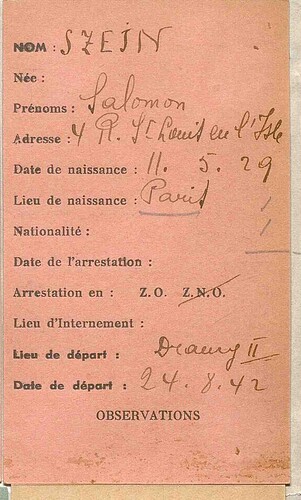 NOM : SZEJN
Née :
Prénoms : Salomon
Adresse : 4 R. St Louis en l'Isle
Date de naissance : 11. 5. 29
Lieu de naissance : Paris
Nationalité :
Date de l'arrestation :
Arrestation en : Z.O. Z.N.O.
Lieu d'Internement :
Lieu de départ : Drancy II
Date de départ : 24.8.42
OBSERVATIONS